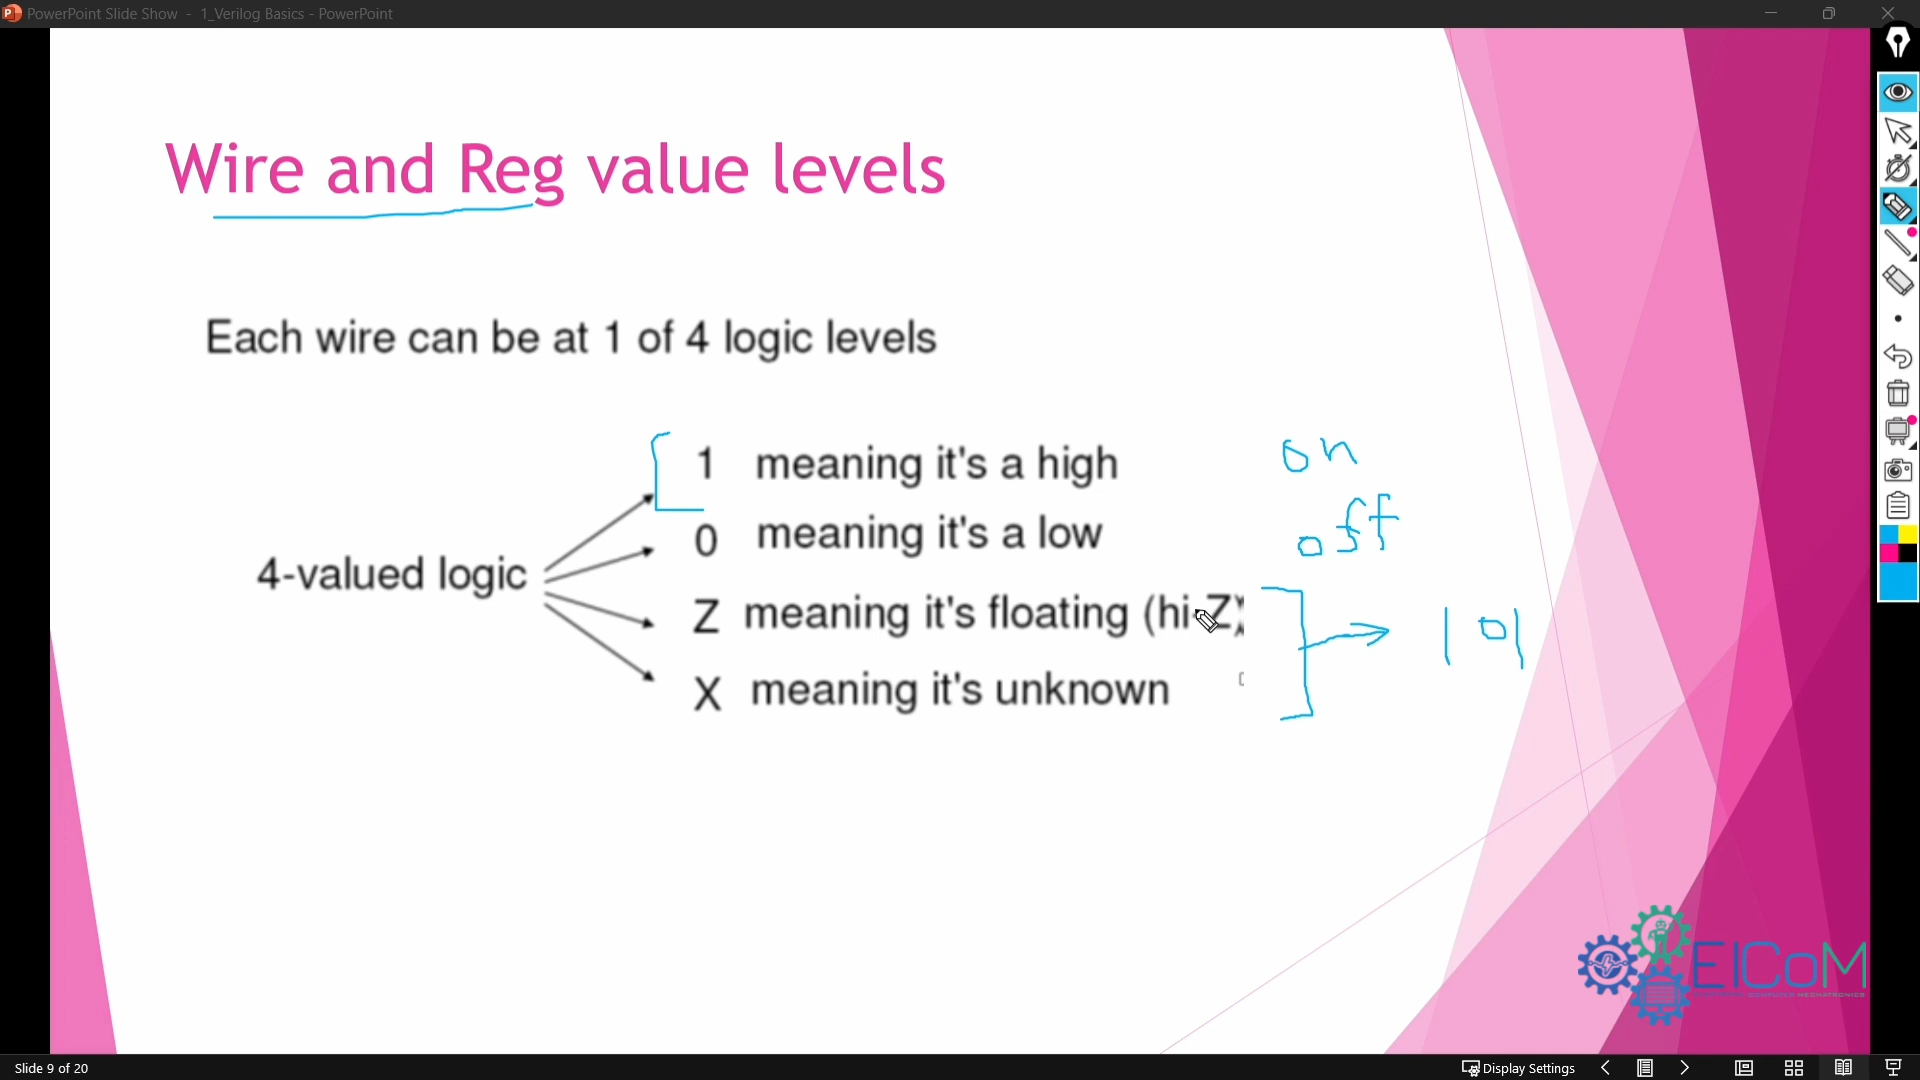 PowerPoint Slide Show - 1_Verilog Basics - PowerPoint
Wire and Reg value levels
Each wire can be at 1 of 4 logic levels
4-valued logic
1 meaning it's a high
on
0 meaning it's a low
off
Z meaning it's floating (hi-Z)
101
X meaning it's unknown
EICoM
Slide 9 of 20
Display Settings